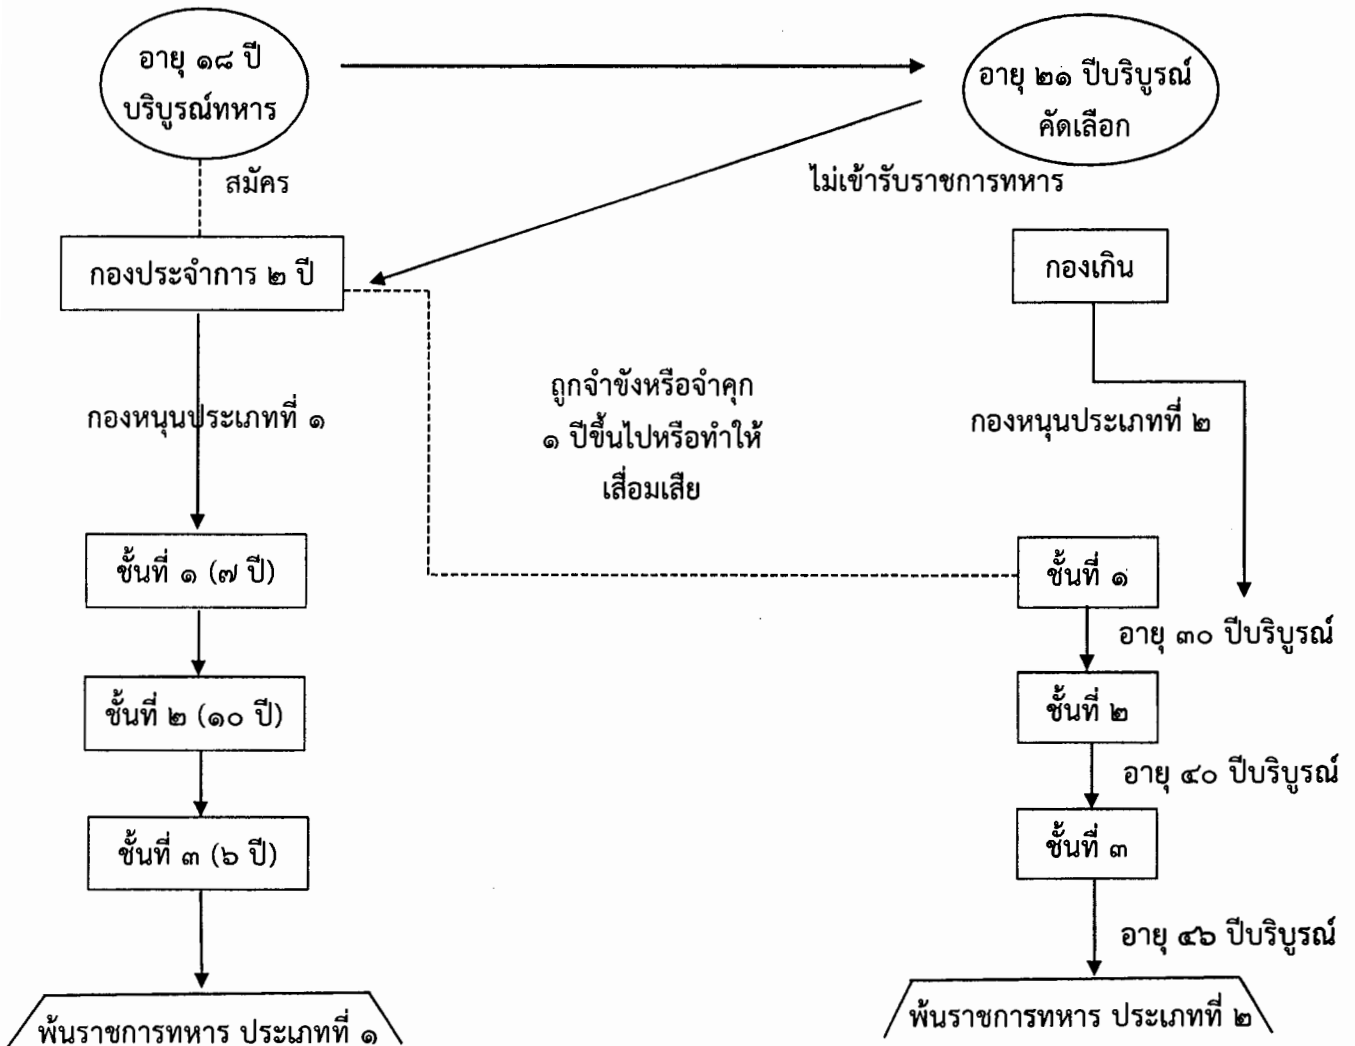 อายุ ๑๘ ปี
บริบูรณ์ทหาร
อายุ ๒๑ ปีบริบูรณ์
คัดเลือก
สมัคร
ไม่เข้ารับราชการทหาร
กองประจำการ ๒ ปี
กองเกิน
ถูกจำขังหรือจำคุก
๑ ปีขึ้นไปหรือทำให้
เสื่อมเสีย
กองหนุนประเภทที่ ๑
กองหนุนประเภทที่ ๒
ชั้นที่ ๑ (๗ ปี)
ชั้นที่ ๑
อายุ ๓๐ ปีบริบูรณ์
ชั้นที่ ๒ (๑๐ ปี)
ชั้นที่ ๒
อายุ ๔๐ ปีบริบูรณ์
ชั้นที่ ๓ (๖ ปี)
ชั้นที่ ๓
อายุ ๔๖ ปีบริบูรณ์
พ้นราชการทหาร ประเภทที่ ๑
พ้นราชการทหาร ประเภทที่ ๒